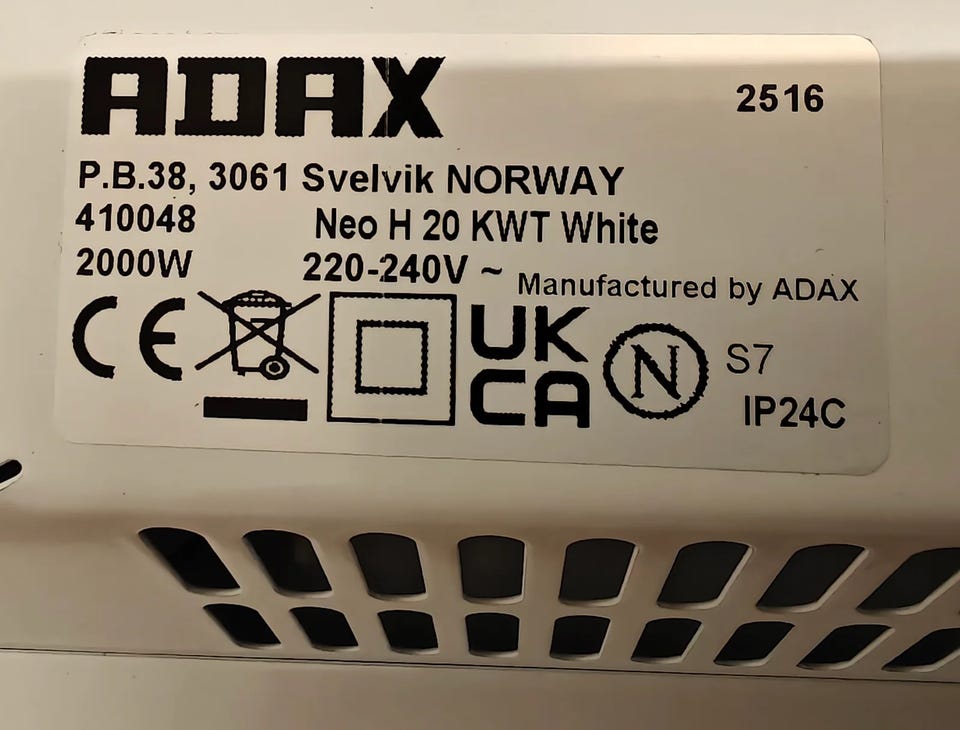 ADAX
2516
P.B.38, 3061 Svelvik NORWAY
410048 Neo H 20 KWT White
2000W 220-240V ~ Manufactured by ADAX
CE UK CA N S7
IP24C